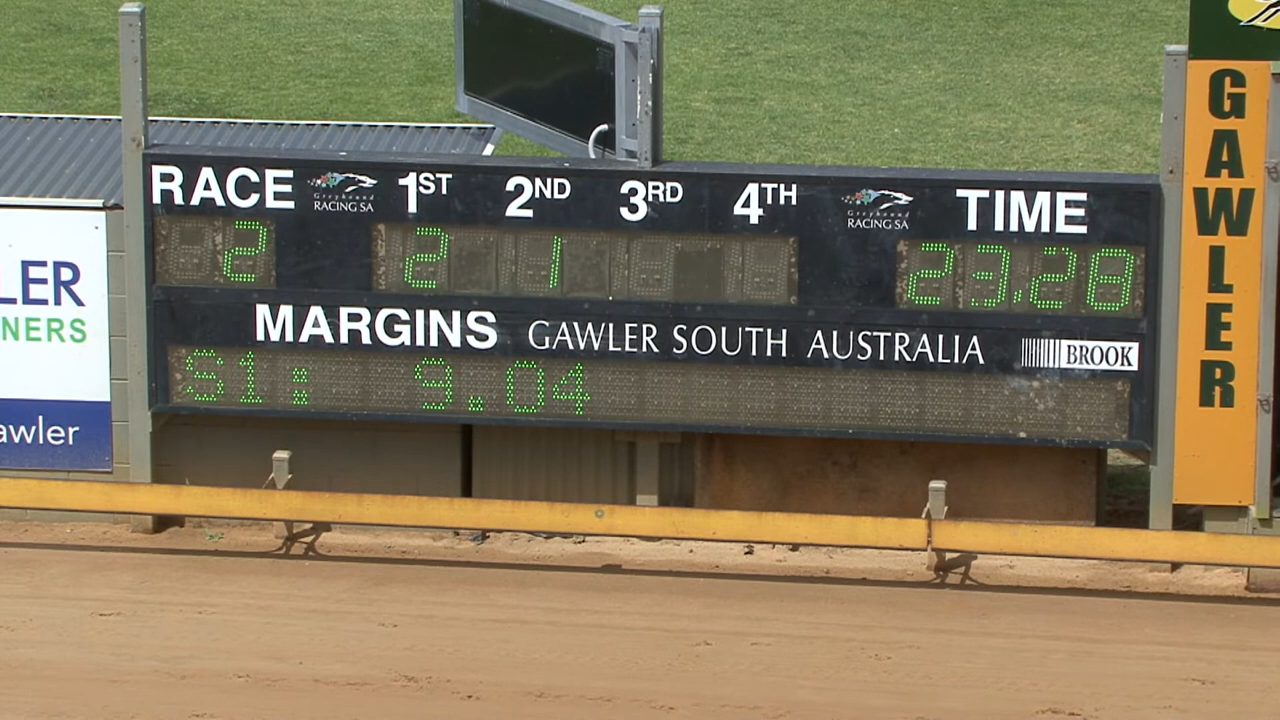 RACE Greyhound RACING SA 1ST 2ND 3RD 4TH Greyhound RACING SA TIME
2 2 1 23.28
MARGINS GAWLER SOUTH AUSTRALIA BROOK
S1: 9.04
LER
NERS
awler
GAWLER